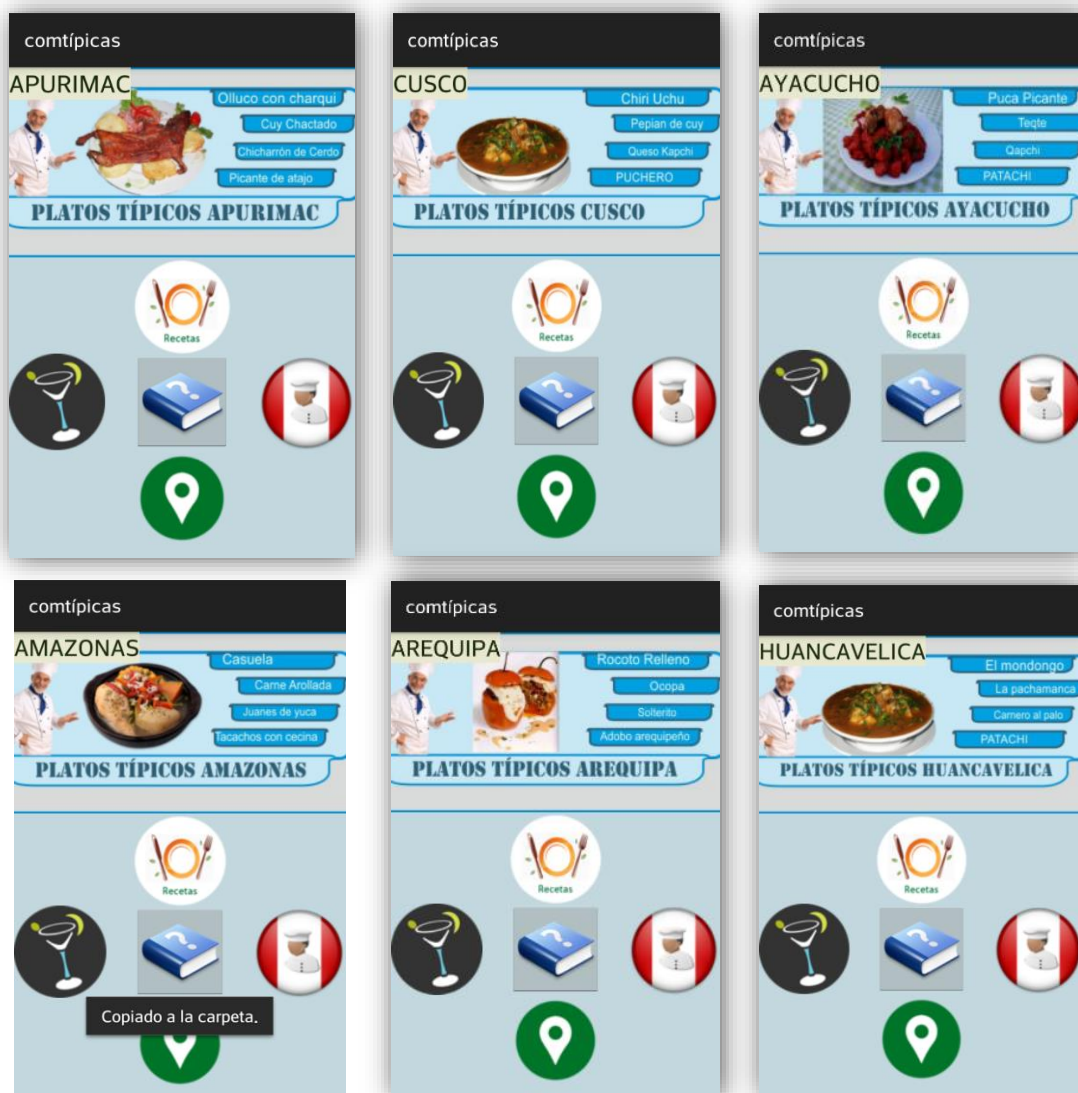 comtípicas
APURIMAC
Olluco con charqui
Cuy Chactado
Chicharrón de Cerdo
Picante de atajo
PLATOS TÍPICOS APURIMAC
Recetas
comtípicas
CUSCO
Chiri Uchu
Pepian de cuy
Queso Kapchi
PUCHERO
PLATOS TÍPICOS CUSCO
Recetas
comtípicas
AYACUCHO
Puca Picante
Teqte
Qapchi
PATACHI
PLATOS TÍPICOS AYACUCHO
Recetas
comtípicas
AMAZONAS
Casuela
Carne Arollada
Juanes de yuca
Tacachos con cecina
PLATOS TÍPICOS AMAZONAS
Recetas
?
Copiado a la carpeta.
comtípicas
AREQUIPA
Rocoto Relleno
Ocopa
Solterito
Adobo arequipeño
PLATOS TÍPICOS AREQUIPA
Recetas
?
comtípicas
HUANCAVELICA
El mondongo
La pachamanca
Carnero al palo
PATACHI
PLATOS TÍPICOS HUANCAVELICA
Recetas
?